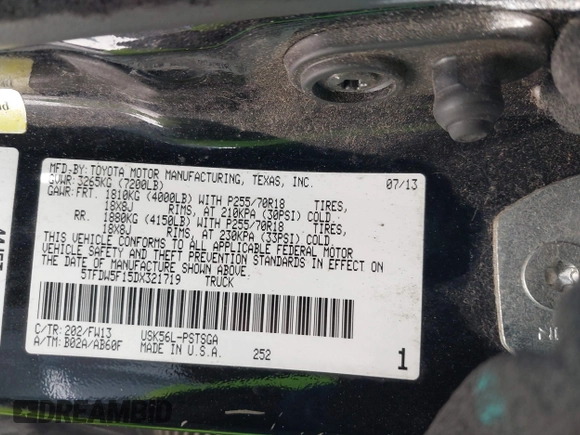 MFD-BY: TOYOTA MOTOR MANUFACTURING, TEXAS, INC. 07/13
GVWR: 3265KG (7200LB)
GAWR: FRT. 1810KG (4000LB) WITH P255/70R18 TIRES,
18X8J RIMS, AT 210KPA (30PSI) COLD.
RR. 1880KG (4150LB) WITH P255/70R18 TIRES,
18X8J RIMS, AT 230KPA (33PSI) COLD.
THIS VEHICLE CONFORMS TO ALL APPLICABLE FEDERAL MOTOR
VEHICLE SAFETY AND THEFT PREVENTION STANDARDS IN EFFECT ON
THE DATE OF MANUFACTURE SHOWN ABOVE.
5TFDW5F15DX321719 TRUCK
C/TR: 202/FW13 USK56L-PSTSGA
A/TM: B02A/AB60F MADE IN U.S.A. 252 1
DREAMBID